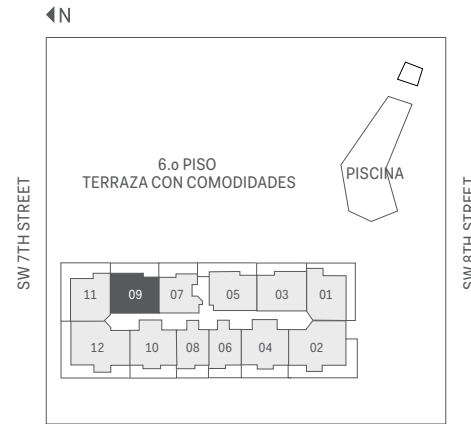 N
6.o PISO
TERRAZA CON COMODIDADES
PISCINA
SW 7TH STREET
SW 8TH STREET
11
09
07
05
03
01
12
10
08
06
04
02